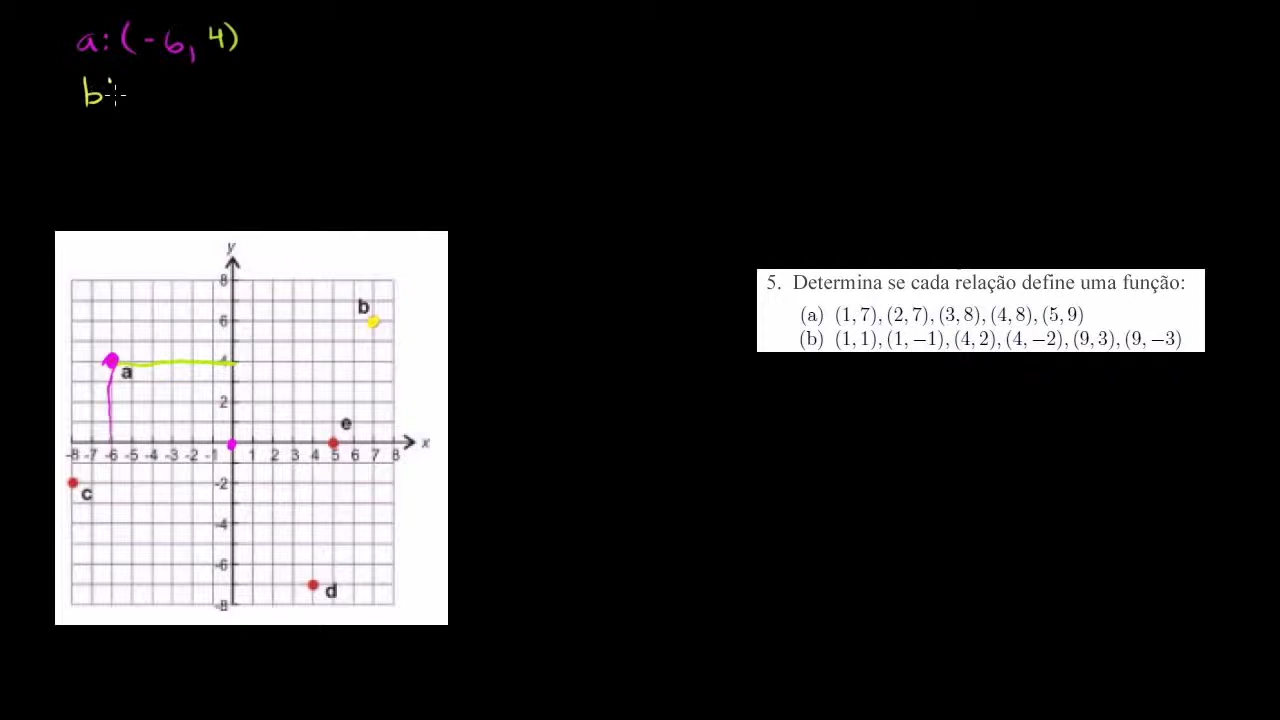 a: (-6, 4)
b:
y
8
6
b
4
a
2
e
-8 -7 -6 -5 -4 -3 -2 -1 1 2 3 4 5 6 7 8 x
-2
c
-4
-6
d
-8
5. Determina se cada relação define uma função:
(a) (1, 7), (2, 7), (3, 8), (4, 8), (5, 9)
(b) (1, 1), (1, −1), (4, 2), (4, −2), (9, 3), (9, −3)